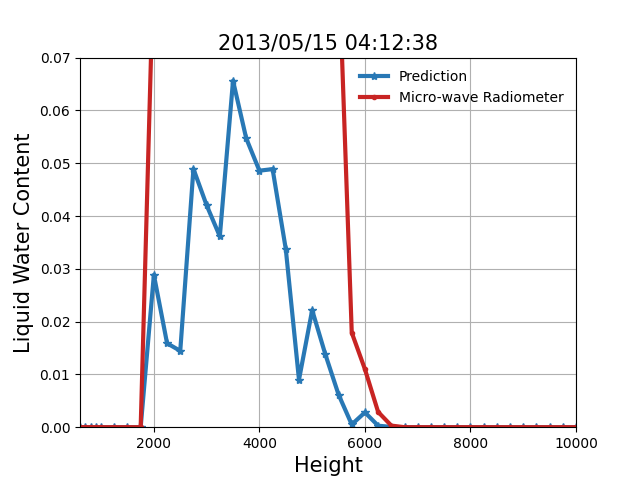 2013/05/15 04:12:38
Prediction
Micro-wave Radiometer
Liquid Water Content
0.07
0.06
0.05
0.04
0.03
0.02
0.01
0.00
2000 4000 6000 8000 10000
Height